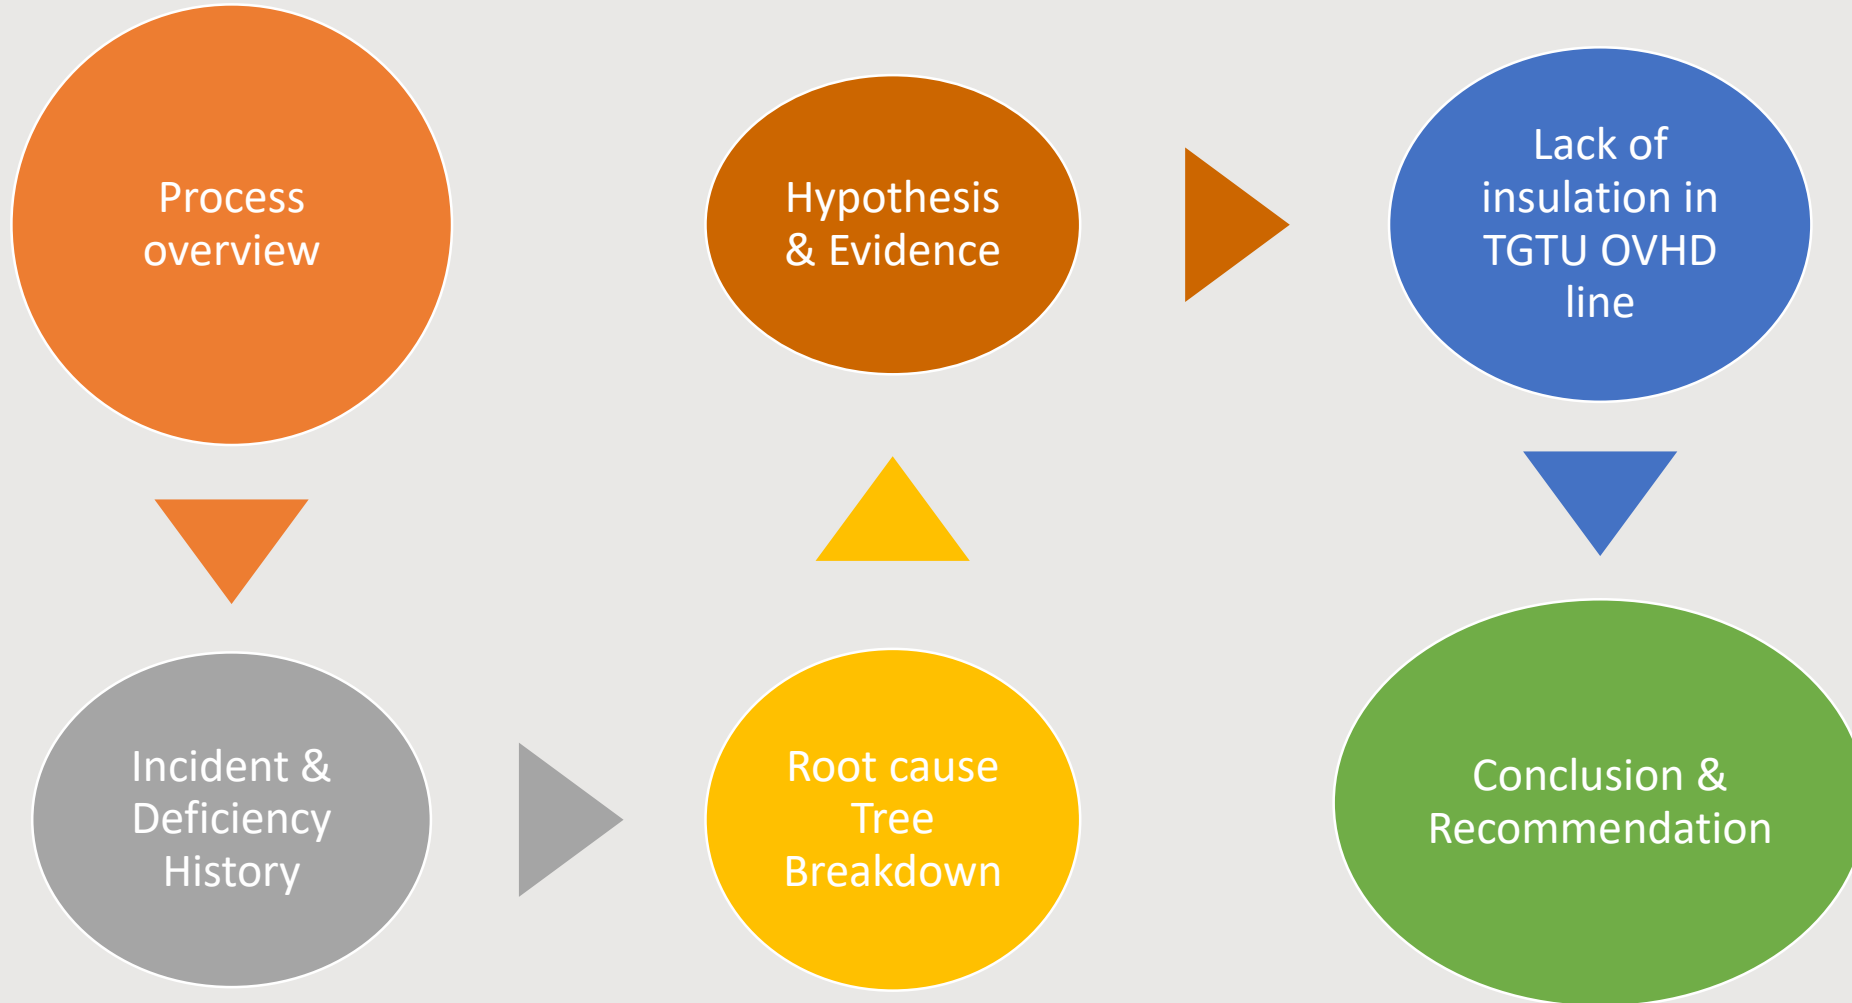 Process
overview
Incident &
Deficiency
History
Root cause
Tree
Breakdown
Hypothesis
& Evidence
Lack of
insulation in
TGTU OVHD
line
Conclusion &
Recommendation